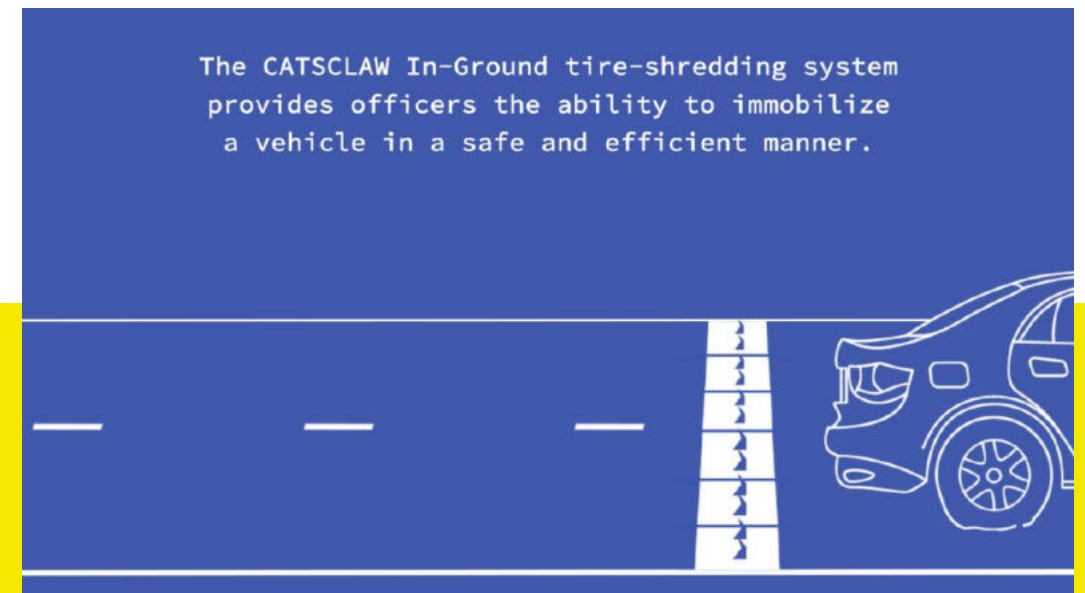 The CATSCLAW In-Ground tire-shredding system
provides officers the ability to immobilize
a vehicle in a safe and efficient manner.